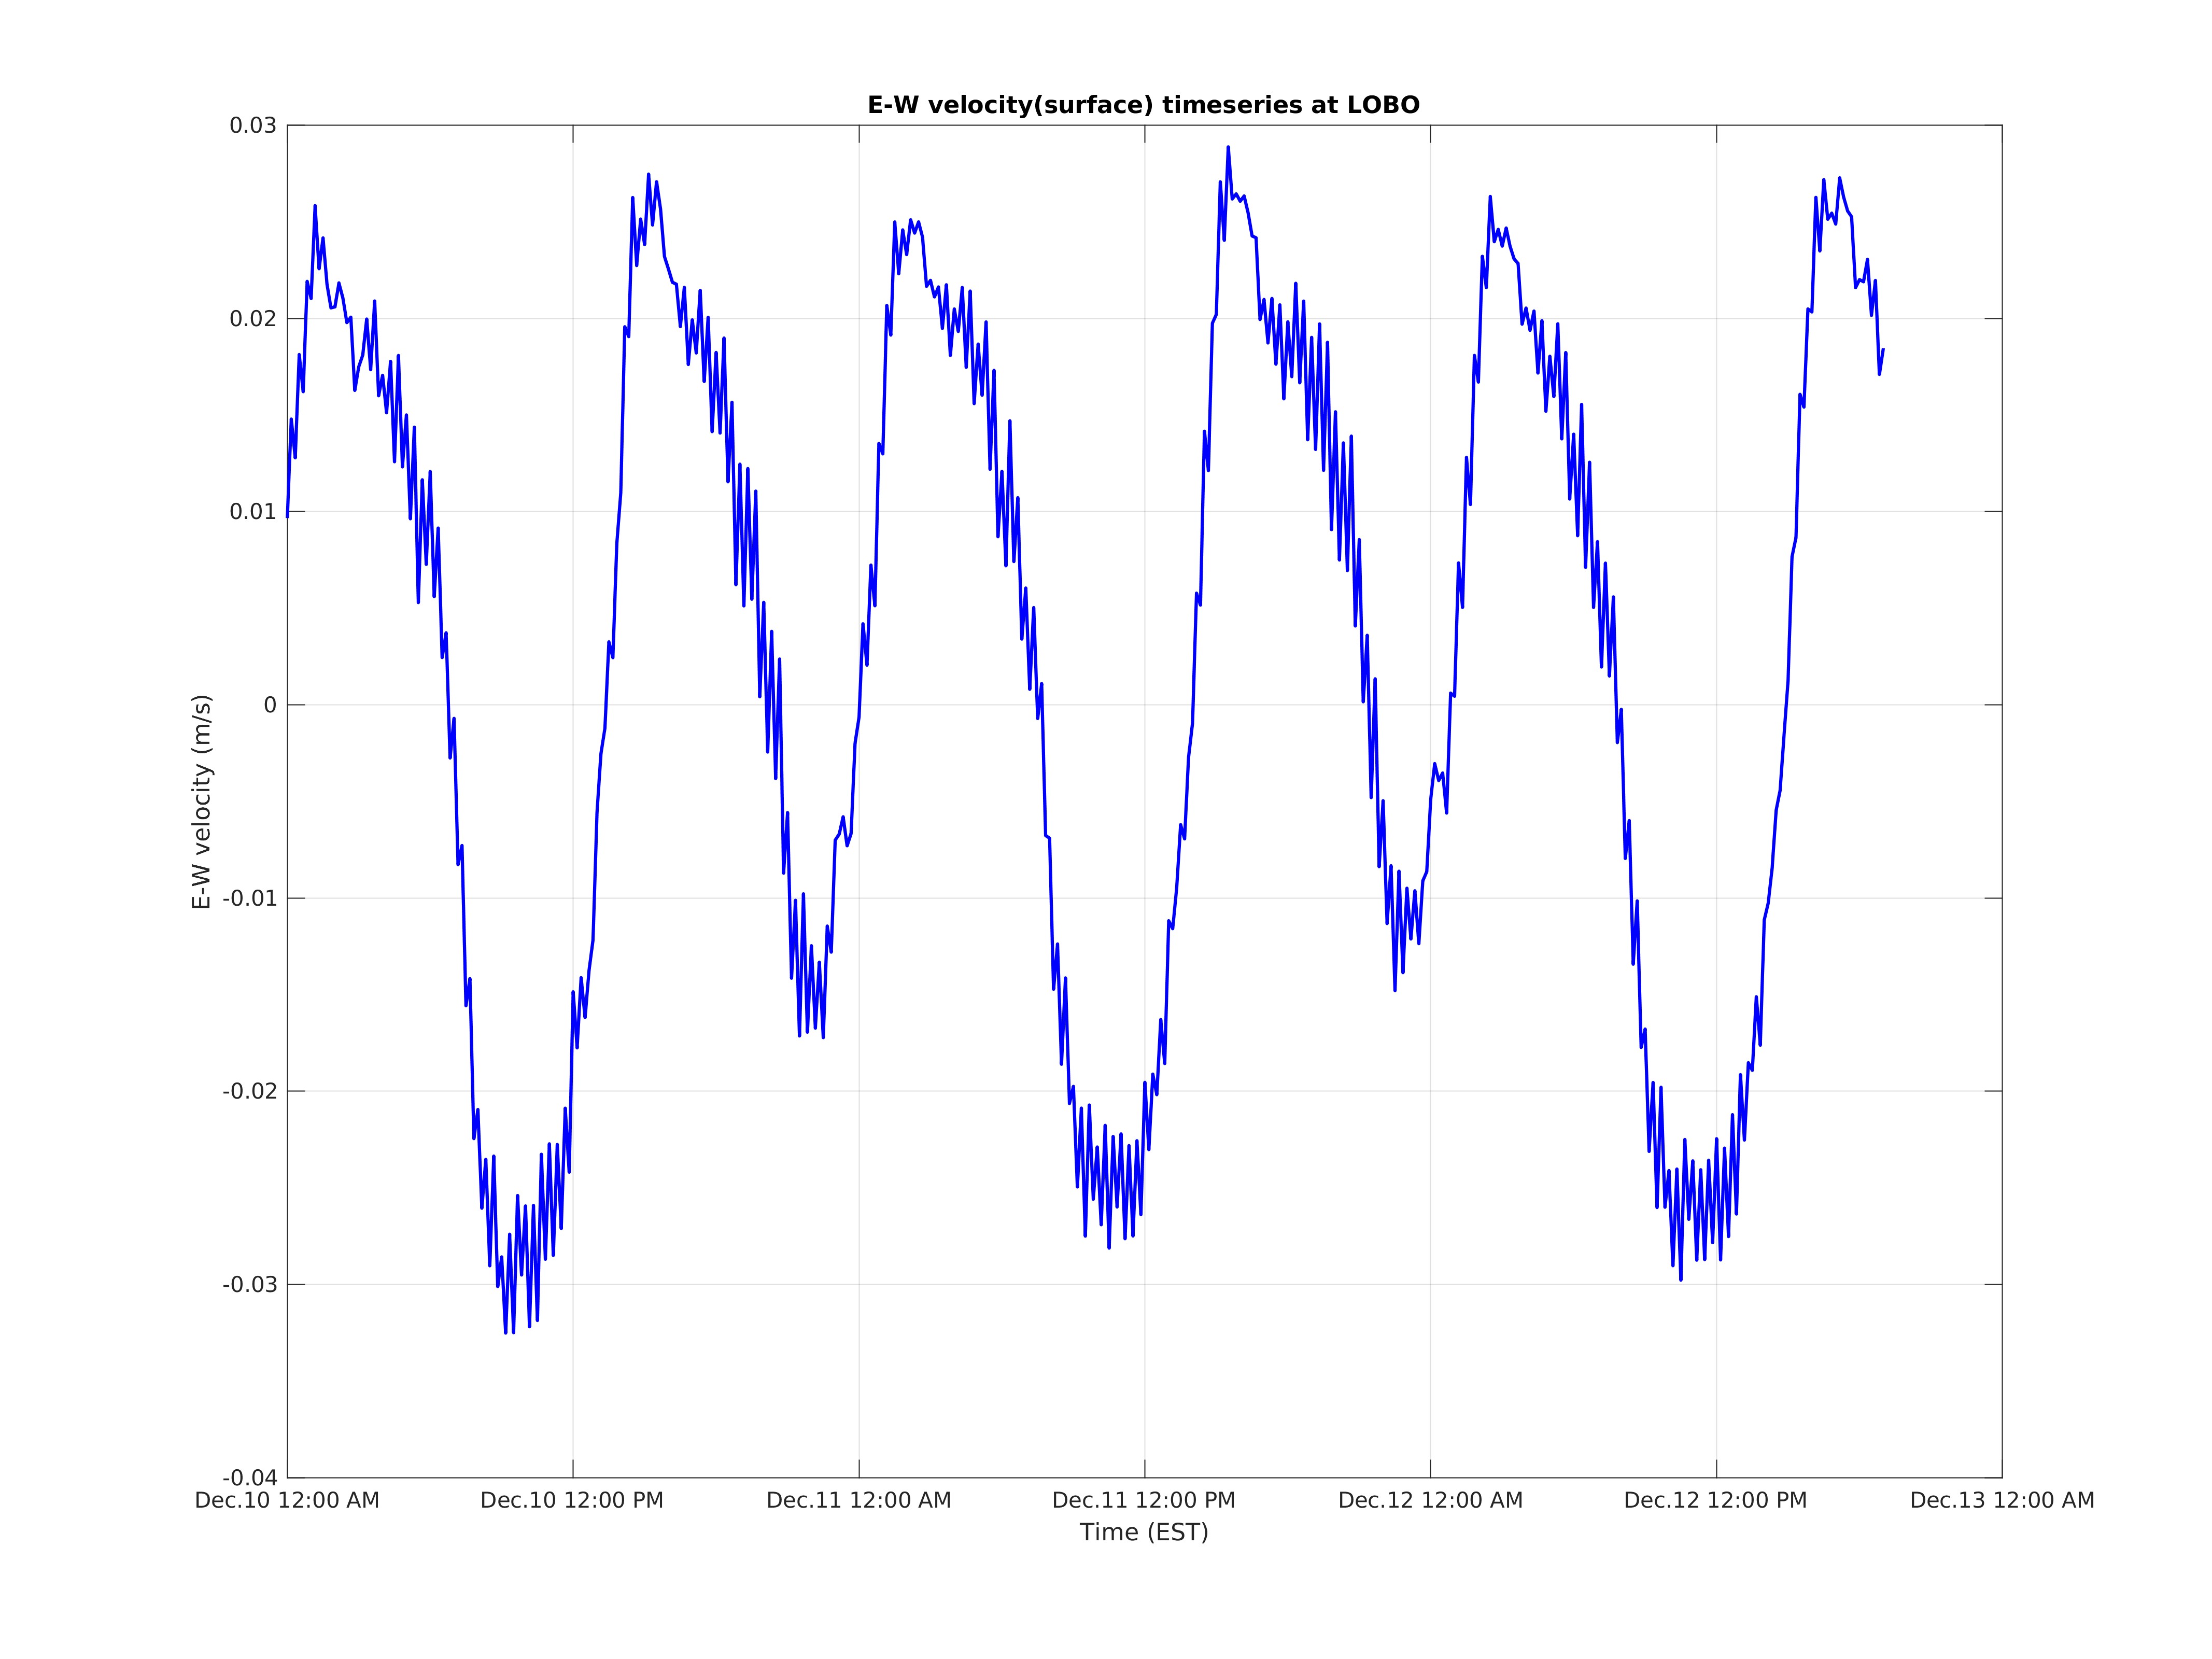 E-W velocity(surface) timeseries at LOBO
0.03
0.02
0.01
0
-0.01
-0.02
-0.03
-0.04
E-W velocity (m/s)
Dec.10 12:00 AM Dec.10 12:00 PM Dec.11 12:00 AM Dec.11 12:00 PM Dec.12 12:00 AM Dec.12 12:00 PM Dec.13 12:00 AM
Time (EST)